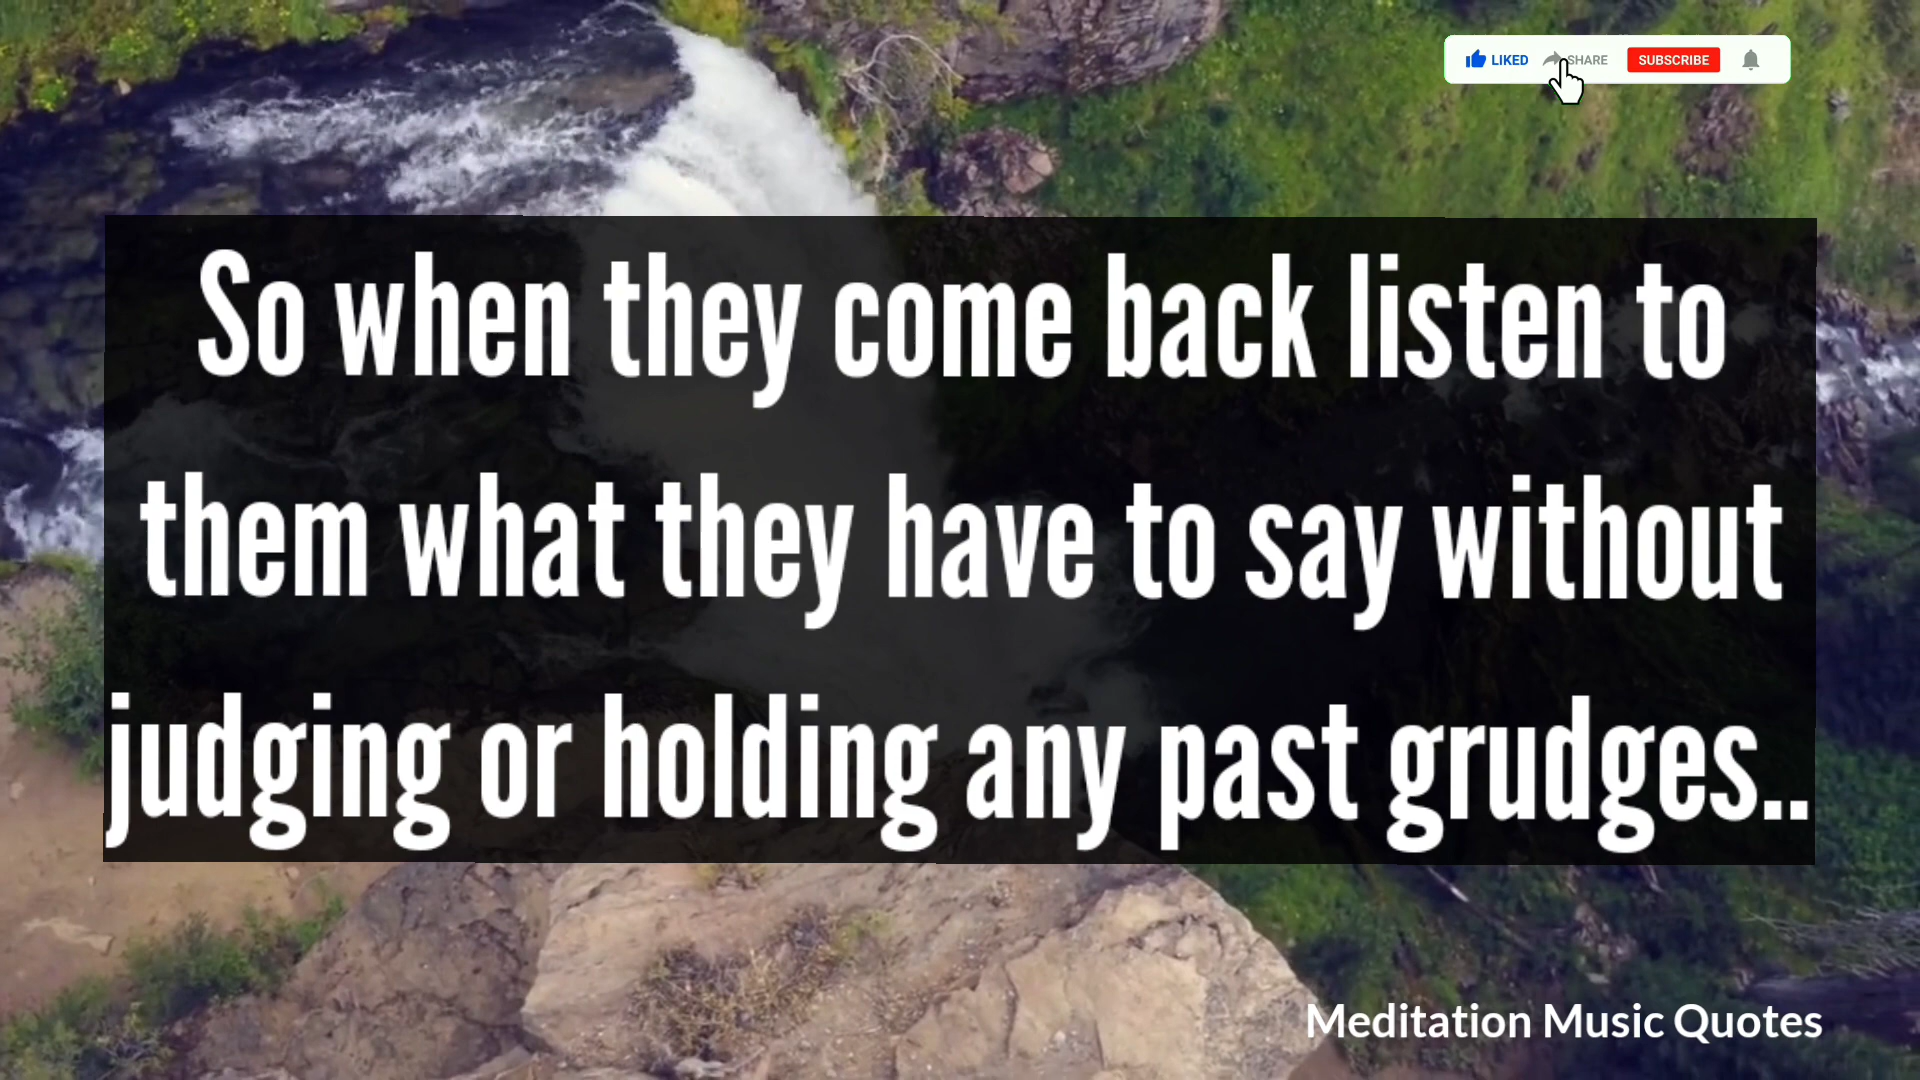 LIKED SHARE SUBSCRIBE
So when they come back listen to
them what they have to say without
judging or holding any past grudges..
Meditation Music Quotes